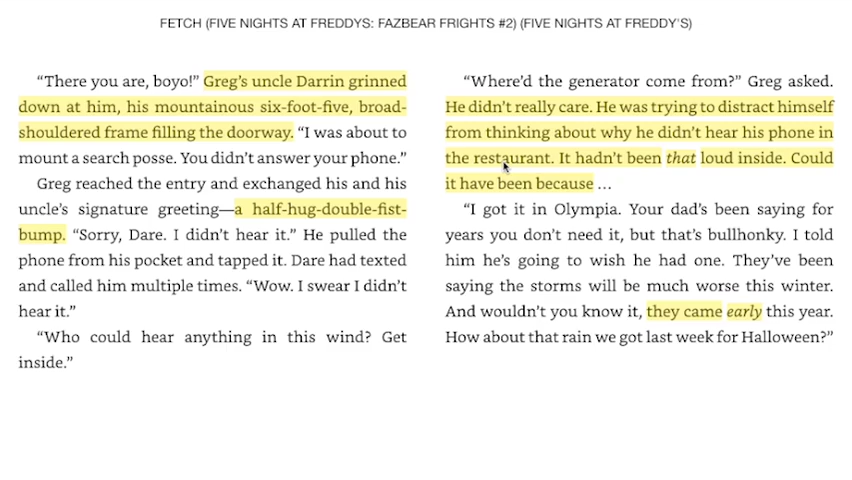 FETCH (FIVE NIGHTS AT FREDDYS: FAZBEAR FRIGHTS #2) (FIVE NIGHTS AT FREDDY'S)
“There you are, boyo!” Greg’s uncle Darrin grinned
down at him, his mountainous six-foot-five, broad-
shouldered frame filling the doorway. “I was about to
mount a search posse. You didn’t answer your phone.”
Greg reached the entry and exchanged his and his
uncle’s signature greeting—a half-hug-double-fist-
bump. “Sorry, Dare. I didn’t hear it.” He pulled the
phone from his pocket and tapped it. Dare had texted
and called him multiple times. “Wow. I swear I didn’t
hear it.”
“Who could hear anything in this wind? Get
inside.”
“Where’d the generator come from?” Greg asked.
He didn’t really care. He was trying to distract himself
from thinking about why he didn’t hear his phone in
the restaurant. It hadn’t been that loud inside. Could
it have been because …
“I got it in Olympia. Your dad’s been saying for
years you don’t need it, but that’s bullhonky. I told
him he’s going to wish he had one. They’ve been
saying the storms will be much worse this winter.
And wouldn’t you know it, they came early this year.
How about that rain we got last week for Halloween?”